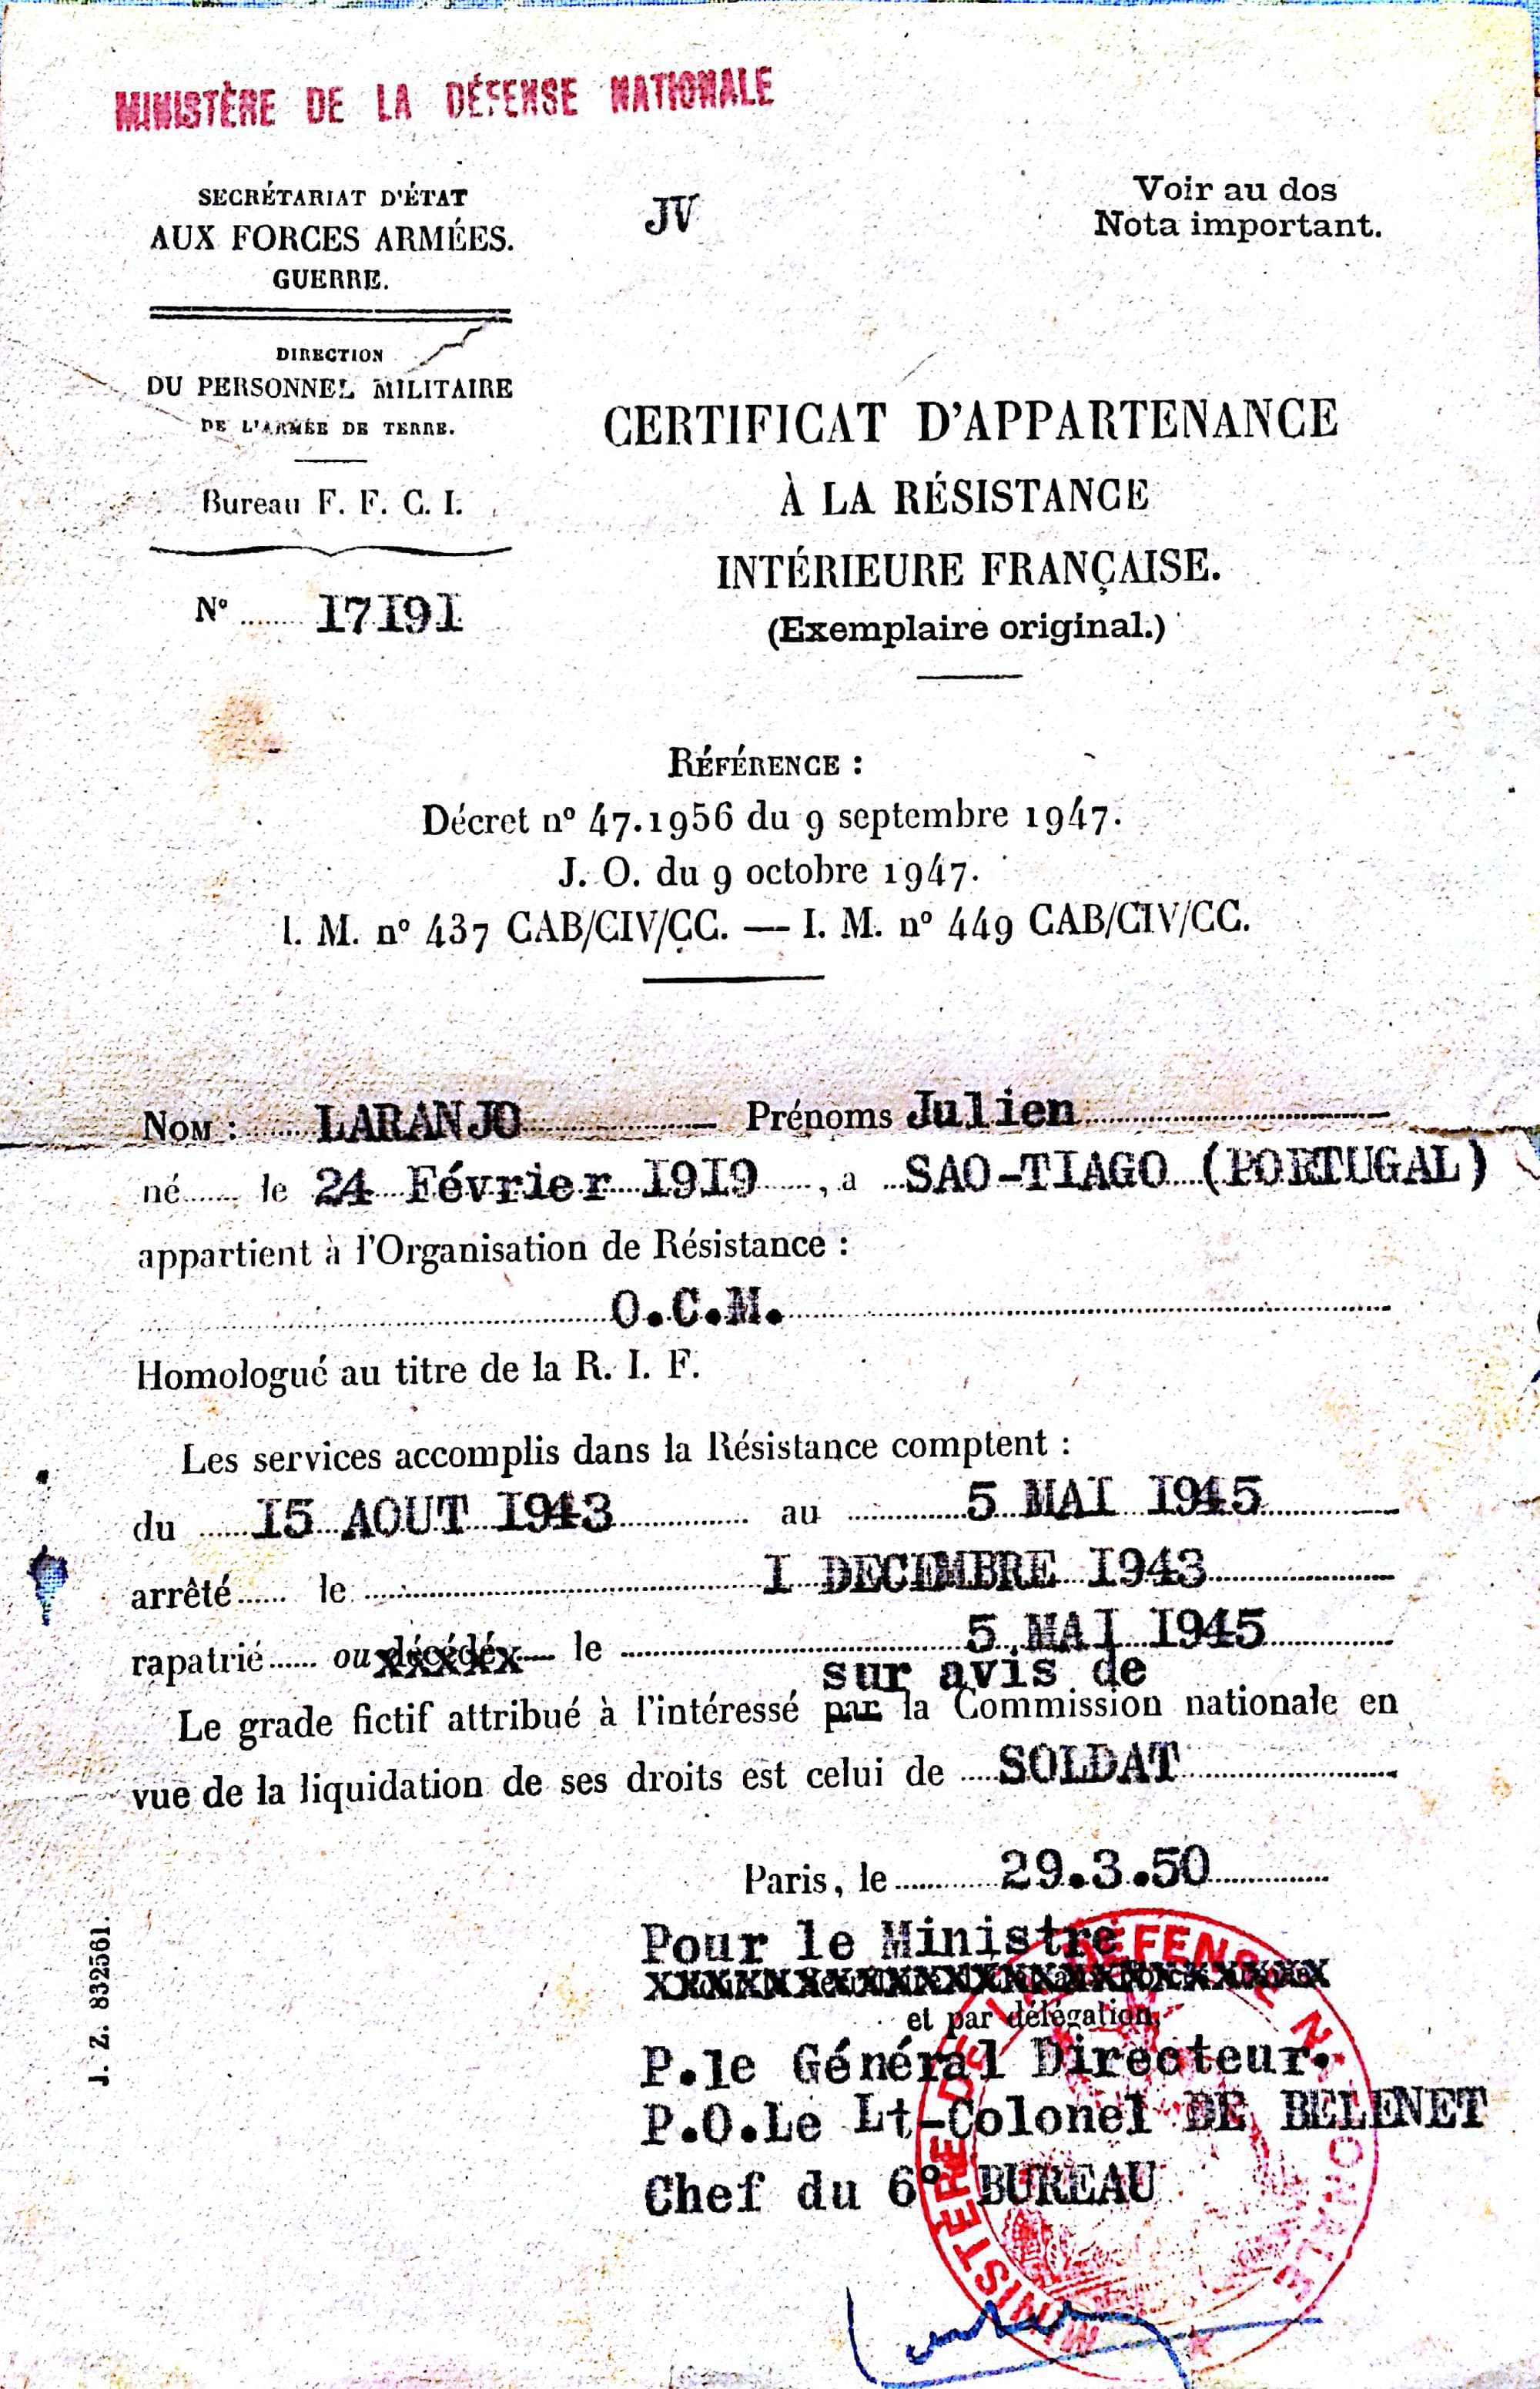 MINISTÈRE DE LA DÉFENSE NATIONALE
SECRÉTARIAT D'ÉTAT
AUX FORCES ARMÉES.
GUERRE.
JV
Voir au dos
Nota important.
DIRECTION
DU PERSONNEL MILITAIRE
DE L'ARMÉE DE TERRE.
Bureau F. F. C. I.
N° 17191
CERTIFICAT D'APPARTENANCE
À LA RÉSISTANCE
INTÉRIEURE FRANÇAISE.
(Exemplaire original.)
RÉFÉRENCE :
Décret n° 47.1956 du 9 septembre 1947.
J. O. du 9 octobre 1947.
I. M. n° 437 CAB/CIV/CC. — I. M. n° 449 CAB/CIV/CC.
NOM : LARANJO Prénoms Julien
né le 24 Février 1919, a SAO-TIAGO (PORTUGAL)
appartient à l'Organisation de Résistance :
O.C.M.
Homologué au titre de la R. I. F.
Les services accomplis dans la Résistance comptent :
du 15 AOUT 1943 au 5 MAI 1945
arrêté le I DECEMBRE 1943
rapatrié ou décédé le 5 MAI 1945
sur avis de
Le grade fictif attribué à l'intéressé par la Commission nationale en
vue de la liquidation de ses droits est celui de SOLDAT
Paris, le 29.3.50
Pour le Ministre
et par délégation,
P.le Général Directeur.
P.O.Le Lt-Colonel DE BELENET
Chef du 6° BUREAU
MINISTERE DE LA DEFENSE NATIONALE
J. Z. 832561.